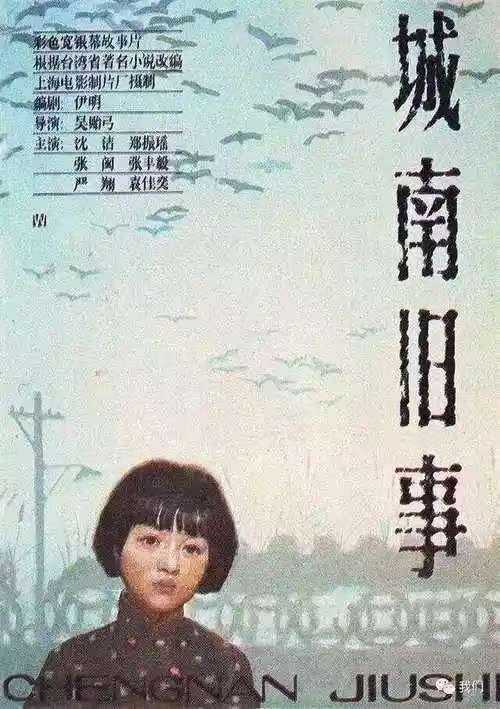 彩色宽银幕故事片
根据台湾省著名小说改编
上海电影制片厂摄制
编剧：伊明
导演：吴贻弓
主演：沈 洁 郑振瑶
张 闽 张丰毅
严 翔 袁佳奕
城南旧事
CHENGNAN JIUSHI
我们